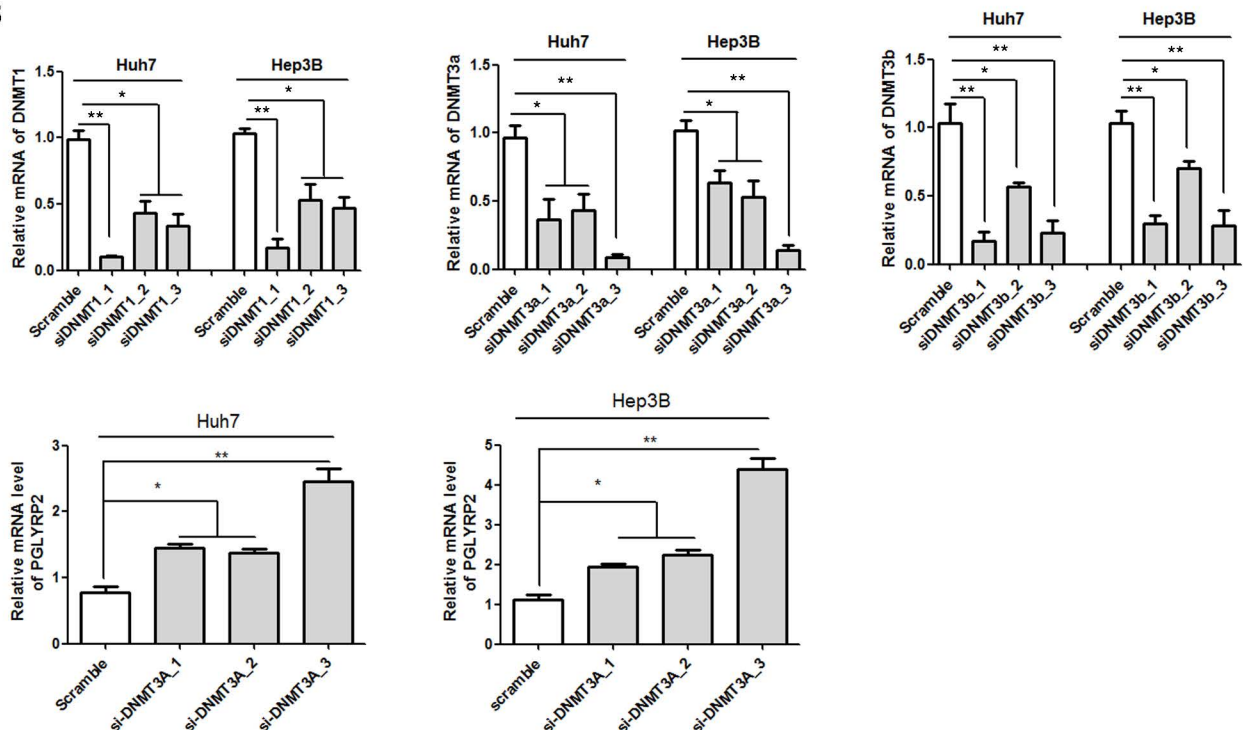 Huh7 Hep3B
Relative mRNA of DNMT1
1.5
1.0
0.5
0.0
** * ** *
Scramble siDNMT1_1 siDNMT1_2 siDNMT1_3 Scramble siDNMT1_1 siDNMT1_2 siDNMT1_3
Huh7 Hep3B
Relative mRNA of DNMT3a
1.5
1.0
0.5
0.0
** * ** *
Scramble siDNMT3a_1 siDNMT3a_2 siDNMT3a_3 Scramble siDNMT3a_1 siDNMT3a_2 siDNMT3a_3
Huh7 Hep3B
Relative mRNA of DNMT3b
1.5
1.0
0.5
0.0
** * ** ** * **
Scramble siDNMT3b_1 siDNMT3b_2 siDNMT3b_3 Scramble siDNMT3b_1 siDNMT3b_2 siDNMT3b_3
Huh7
Relative mRNA level
of PGLYRP2
3
2
1
0
**
*
Scramble si-DNMT3A_1 si-DNMT3A_2 si-DNMT3A_3
Hep3B
Relative mRNA level
of PGLYRP2
5
4
3
2
1
0
**
*
Scramble si-DNMT3A_1 si-DNMT3A_2 si-DNMT3A_3